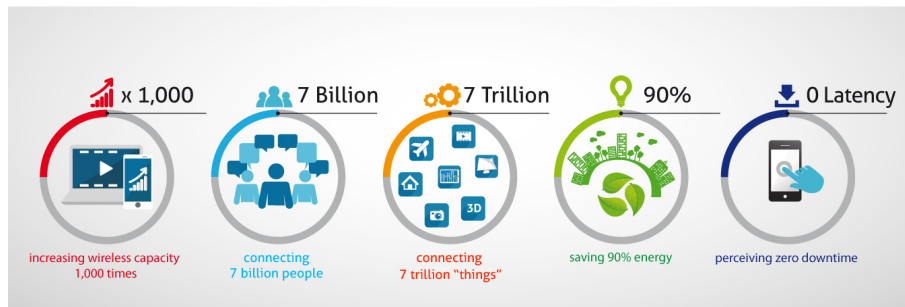 x 1,000
7 Billion
7 Trillion
90%
0 Latency
3D
increasing wireless capacity
1,000 times
connecting
7 billion people
connecting
7 trillion “things”
saving 90% energy
perceiving zero downtime